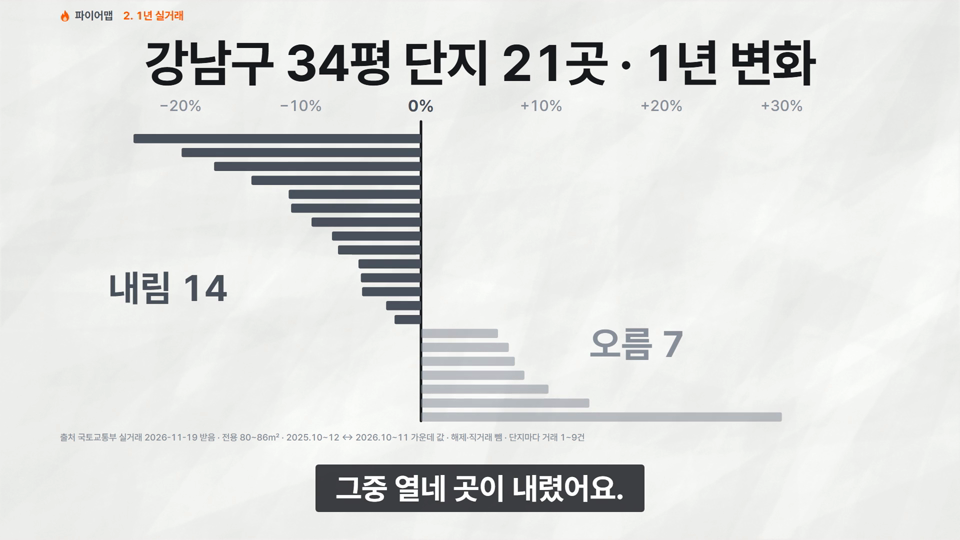 파이어맵 2. 1년 실거래
강남구 34평 단지 21곳 · 1년 변화
−20% −10% 0% +10% +20% +30%
내림 14
오름 7
출처 국토교통부 실거래 2026-11-19 받음 · 전용 80~86m² · 2025.10~12 ↔ 2026.10~11 가운데 값 · 해제·직거래 뺌 · 단지마다 거래 1~9건
그중 열네 곳이 내렸어요.